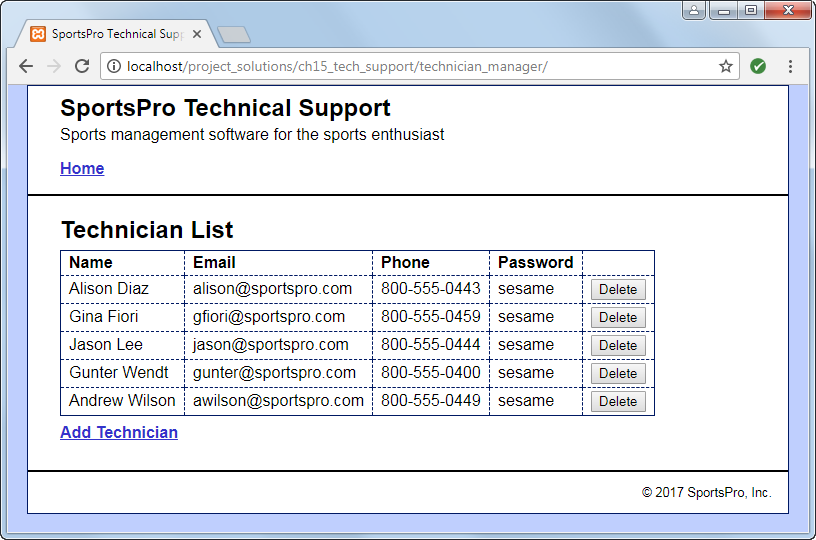 SportsPro Technical Supp
localhost/project_solutions/ch15_tech_support/technician_manager/
SportsPro Technical Support
Sports management software for the sports enthusiast
Home
Technician List
Name Email Phone Password
Alison Diaz alison@sportspro.com 800-555-0443 sesame Delete
Gina Fiori gfiori@sportspro.com 800-555-0459 sesame Delete
Jason Lee jason@sportspro.com 800-555-0444 sesame Delete
Gunter Wendt gunter@sportspro.com 800-555-0400 sesame Delete
Andrew Wilson awilson@sportspro.com 800-555-0449 sesame Delete
Add Technician
© 2017 SportsPro, Inc.